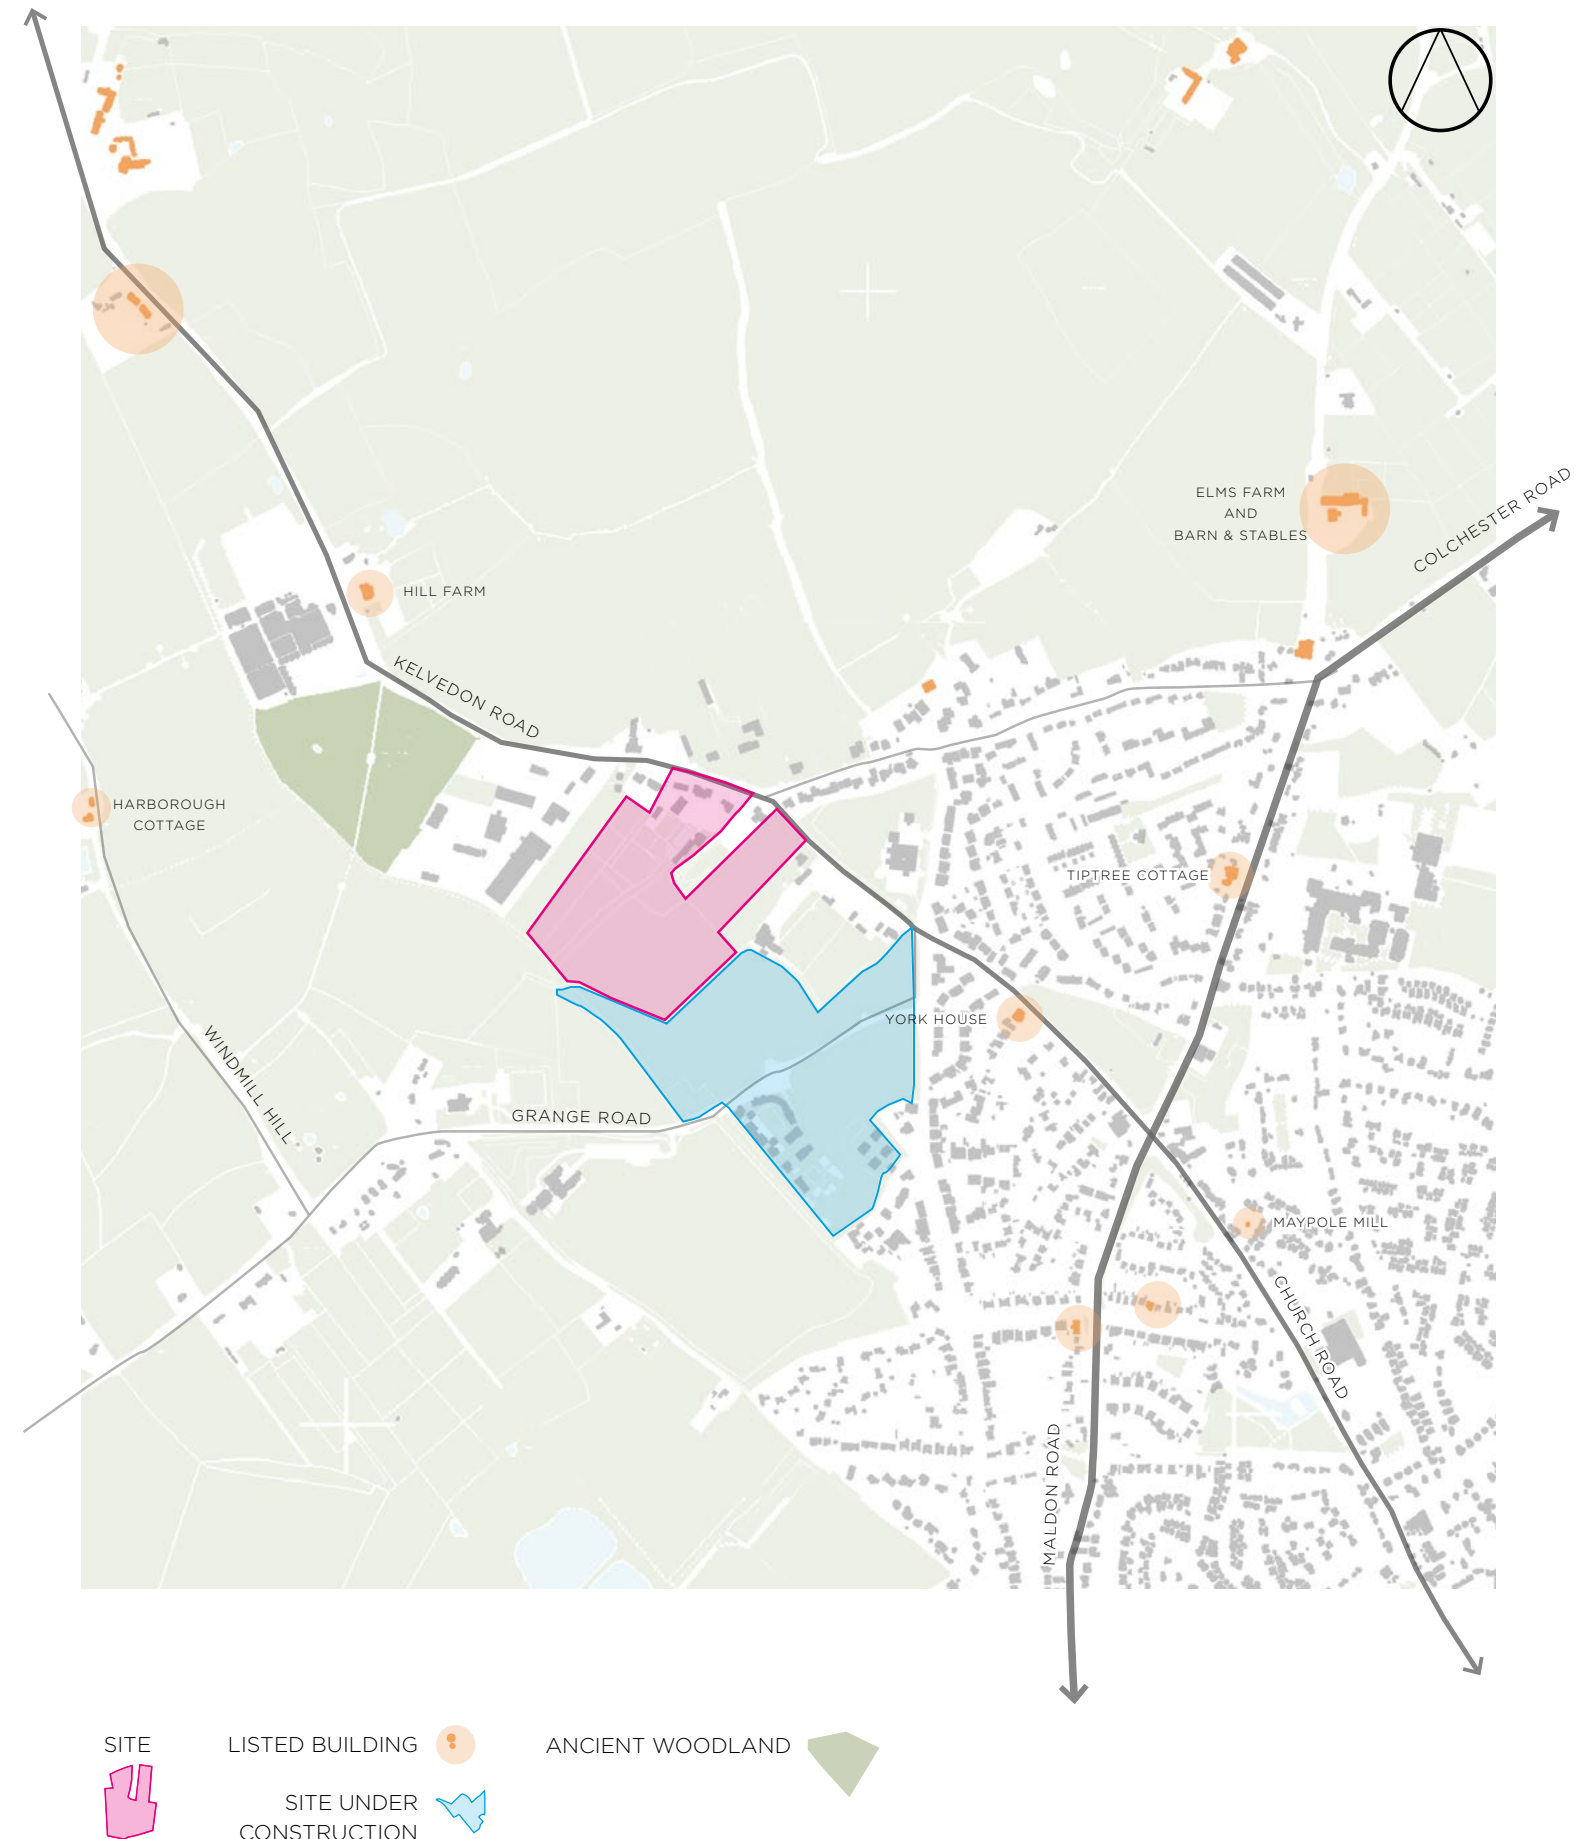 ELMS FARM
AND
BARN & STABLES
COLCHESTER ROAD
HILL FARM
KELVEDON ROAD
HARBOROUGH
COTTAGE
TIPTREE COTTAGE
YORK HOUSE
WINDMILL HILL
GRANGE ROAD
MAYPOLE MILL
CHURCH ROAD
MALDON ROAD
SITE
LISTED BUILDING
ANCIENT WOODLAND
SITE UNDER
CONSTRUCTION